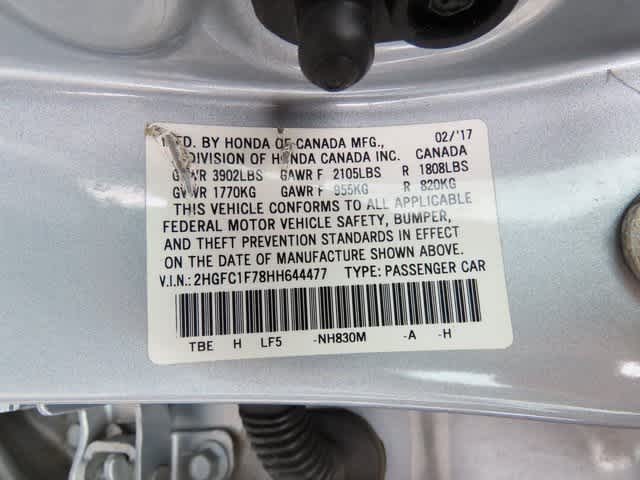 MFD. BY HONDA OF CANADA MFG., 02/'17
A DIVISION OF HONDA CANADA INC. CANADA
GVWR 3902LBS GAWR F 2105LBS R 1808LBS
GVWR 1770KG GAWR F 955KG R 820KG
THIS VEHICLE CONFORMS TO ALL APPLICABLE
FEDERAL MOTOR VEHICLE SAFETY, BUMPER,
AND THEFT PREVENTION STANDARDS IN EFFECT
ON THE DATE OF MANUFACTURE SHOWN ABOVE.
V.I.N.: 2HGFC1F78HH644477 TYPE: PASSENGER CAR
TBE H LF5 -NH830M -A -H